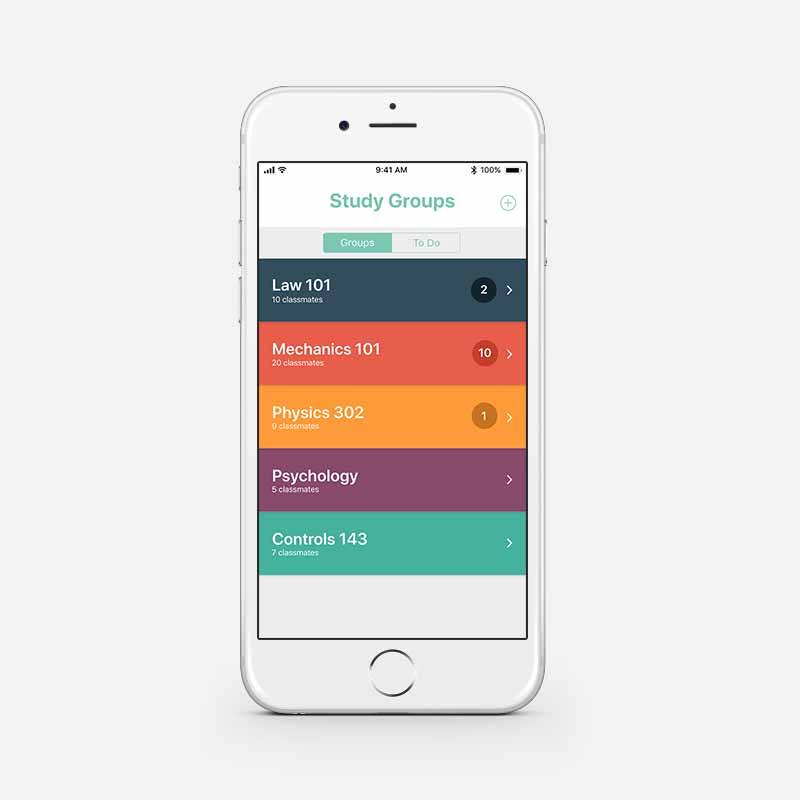 9:41 AM
100%
Study Groups
Groups
To Do
Law 101
10 classmates
2
Mechanics 101
20 classmates
10
Physics 302
9 classmates
1
Psychology
5 classmates
Controls 143
7 classmates